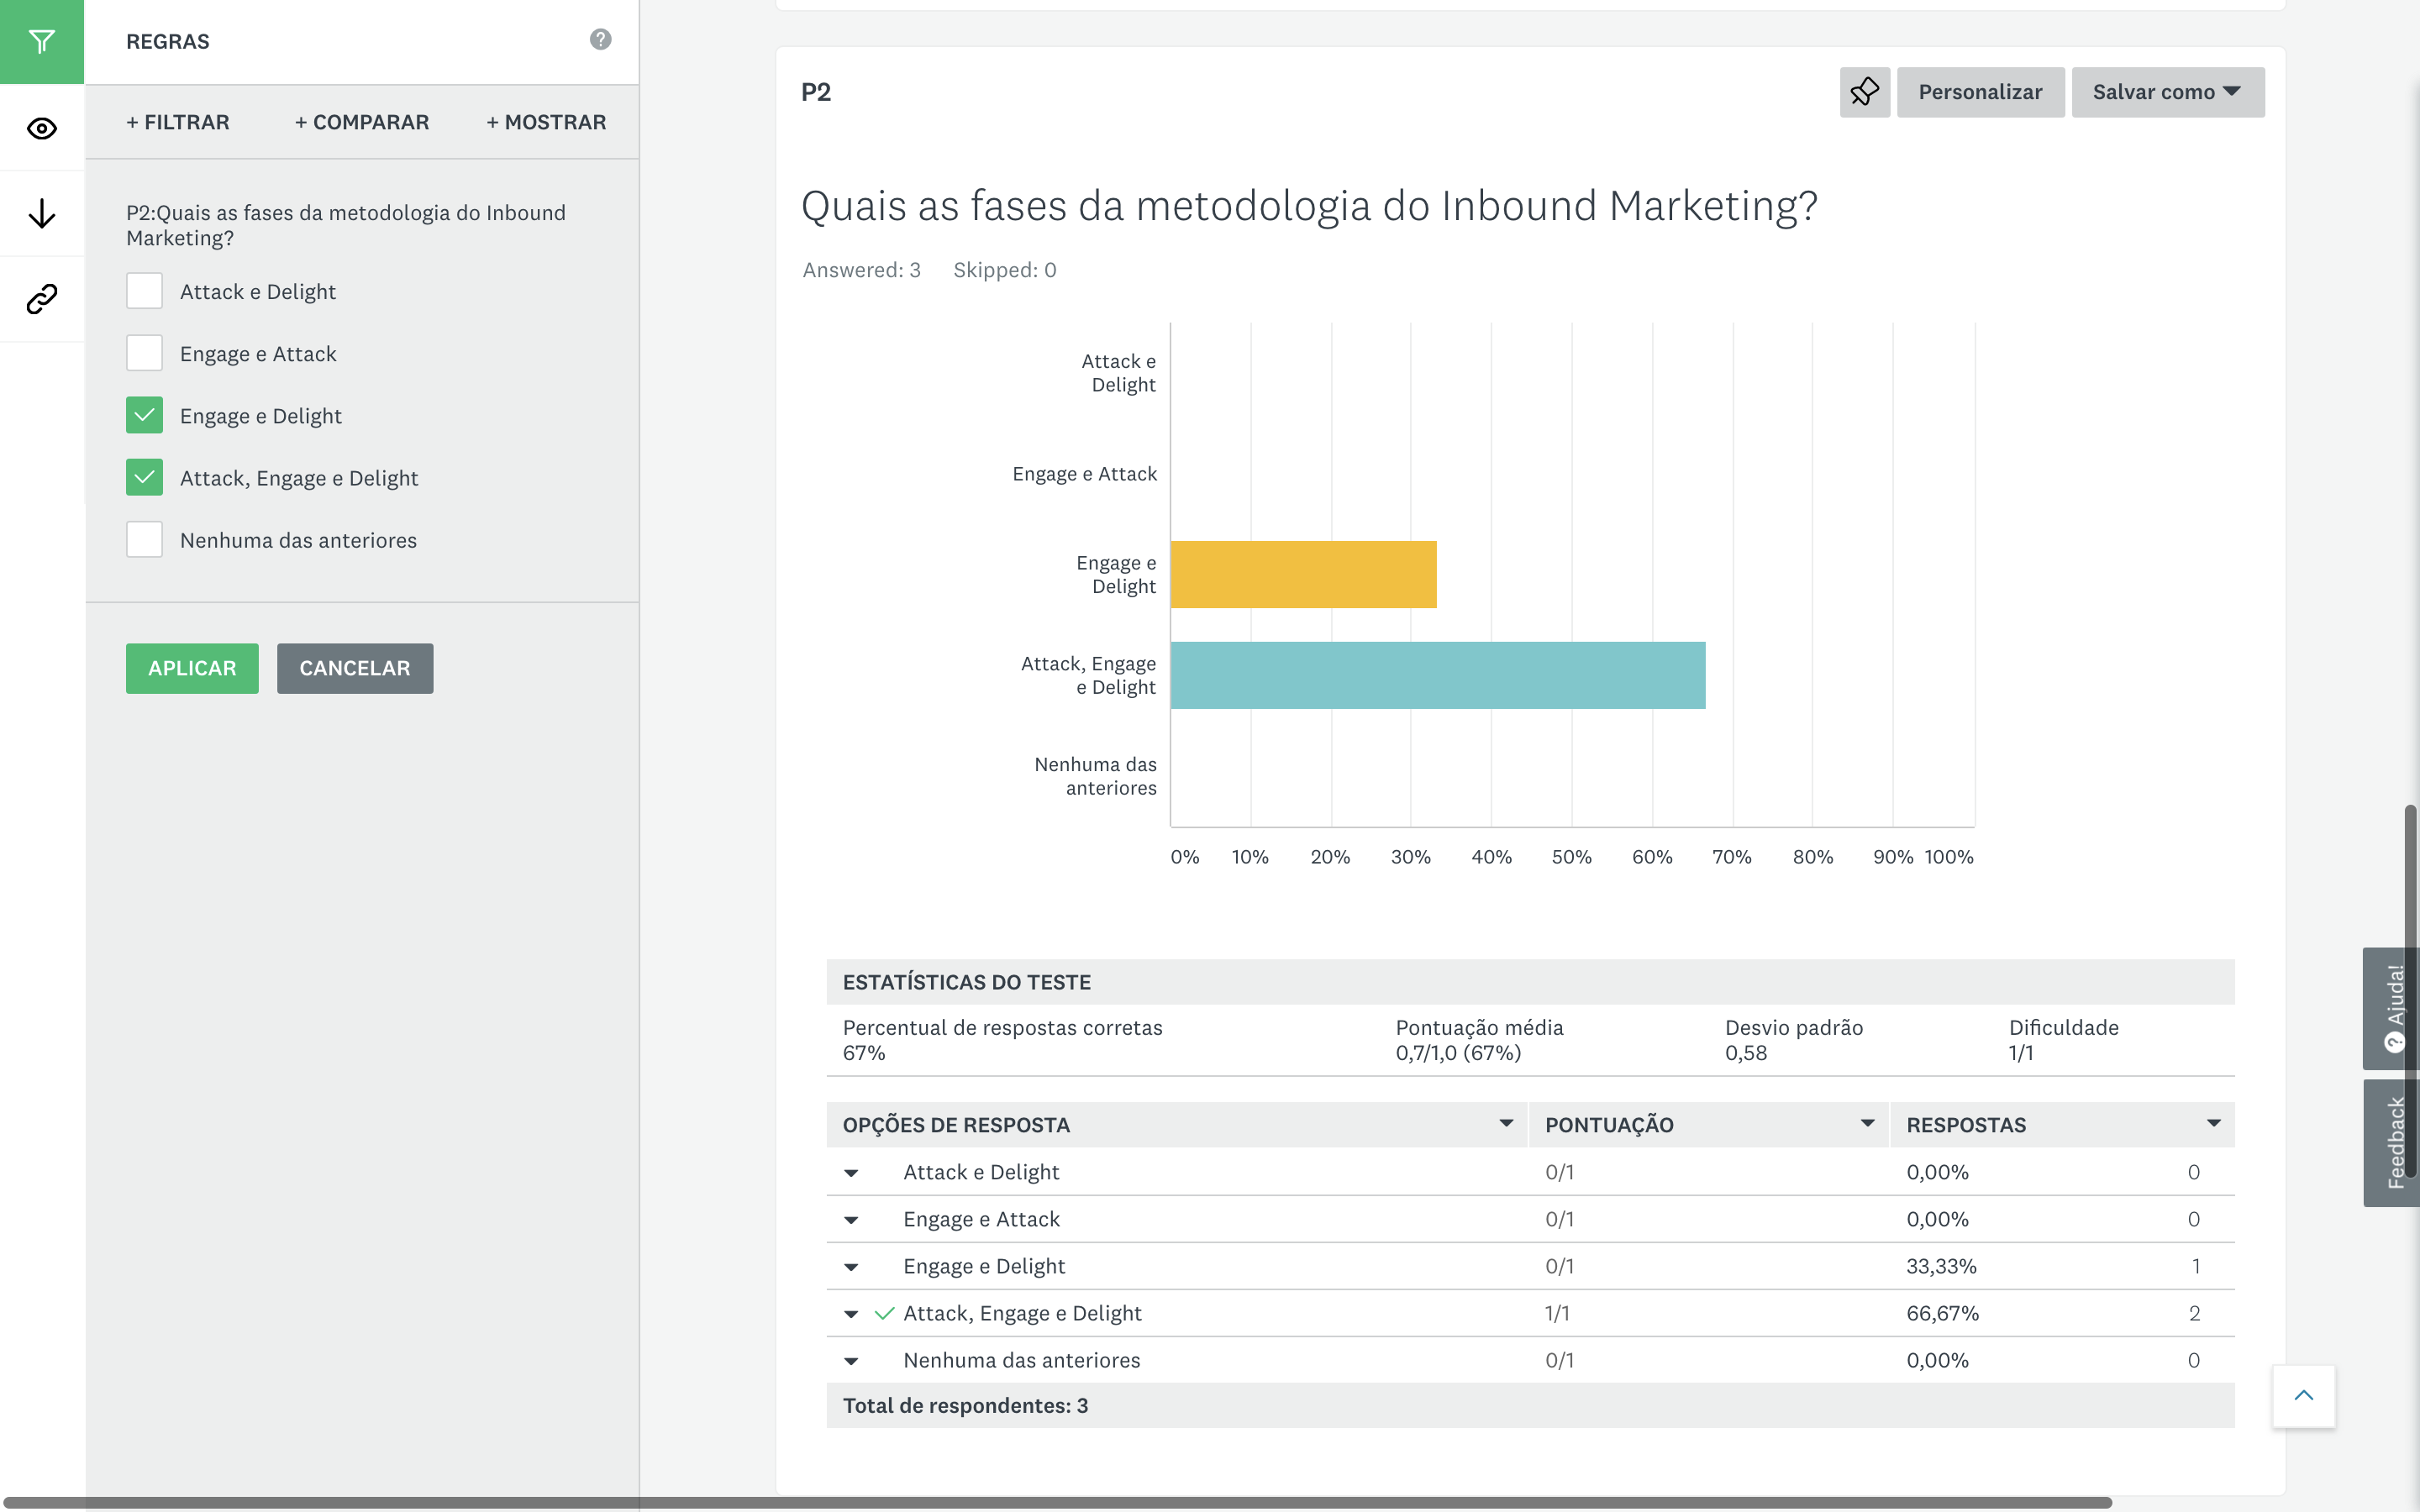 REGRAS
?
+ FILTRAR + COMPARAR + MOSTRAR
P2:Quais as fases da metodologia do Inbound
Marketing?
Attack e Delight
Engage e Attack
Engage e Delight
Attack, Engage e Delight
Nenhuma das anteriores
APLICAR CANCELAR
P2
Personalizar Salvar como
Quais as fases da metodologia do Inbound Marketing?
Answered: 3 Skipped: 0
Attack e
Delight
Engage e Attack
Engage e
Delight
Attack, Engage
e Delight
Nenhuma das
anteriores
0% 10% 20% 30% 40% 50% 60% 70% 80% 90% 100%
ESTATÍSTICAS DO TESTE
Percentual de respostas corretas Pontuação média Desvio padrão Dificuldade
67% 0,7/1,0 (67%) 0,58 1/1
OPÇÕES DE RESPOSTA PONTUAÇÃO RESPOSTAS
Attack e Delight 0/1 0,00% 0
Engage e Attack 0/1 0,00% 0
Engage e Delight 0/1 33,33% 1
Attack, Engage e Delight 1/1 66,67% 2
Nenhuma das anteriores 0/1 0,00% 0
Total de respondentes: 3
? Ajuda!
Feedback